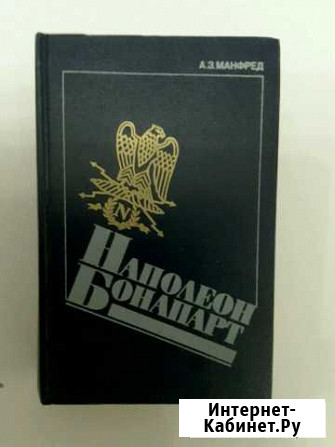 А.З.МАНФРЕД
N
НАПОЛЕОН
БОНАПАРТ
Интернет-
Кабинет.Ру